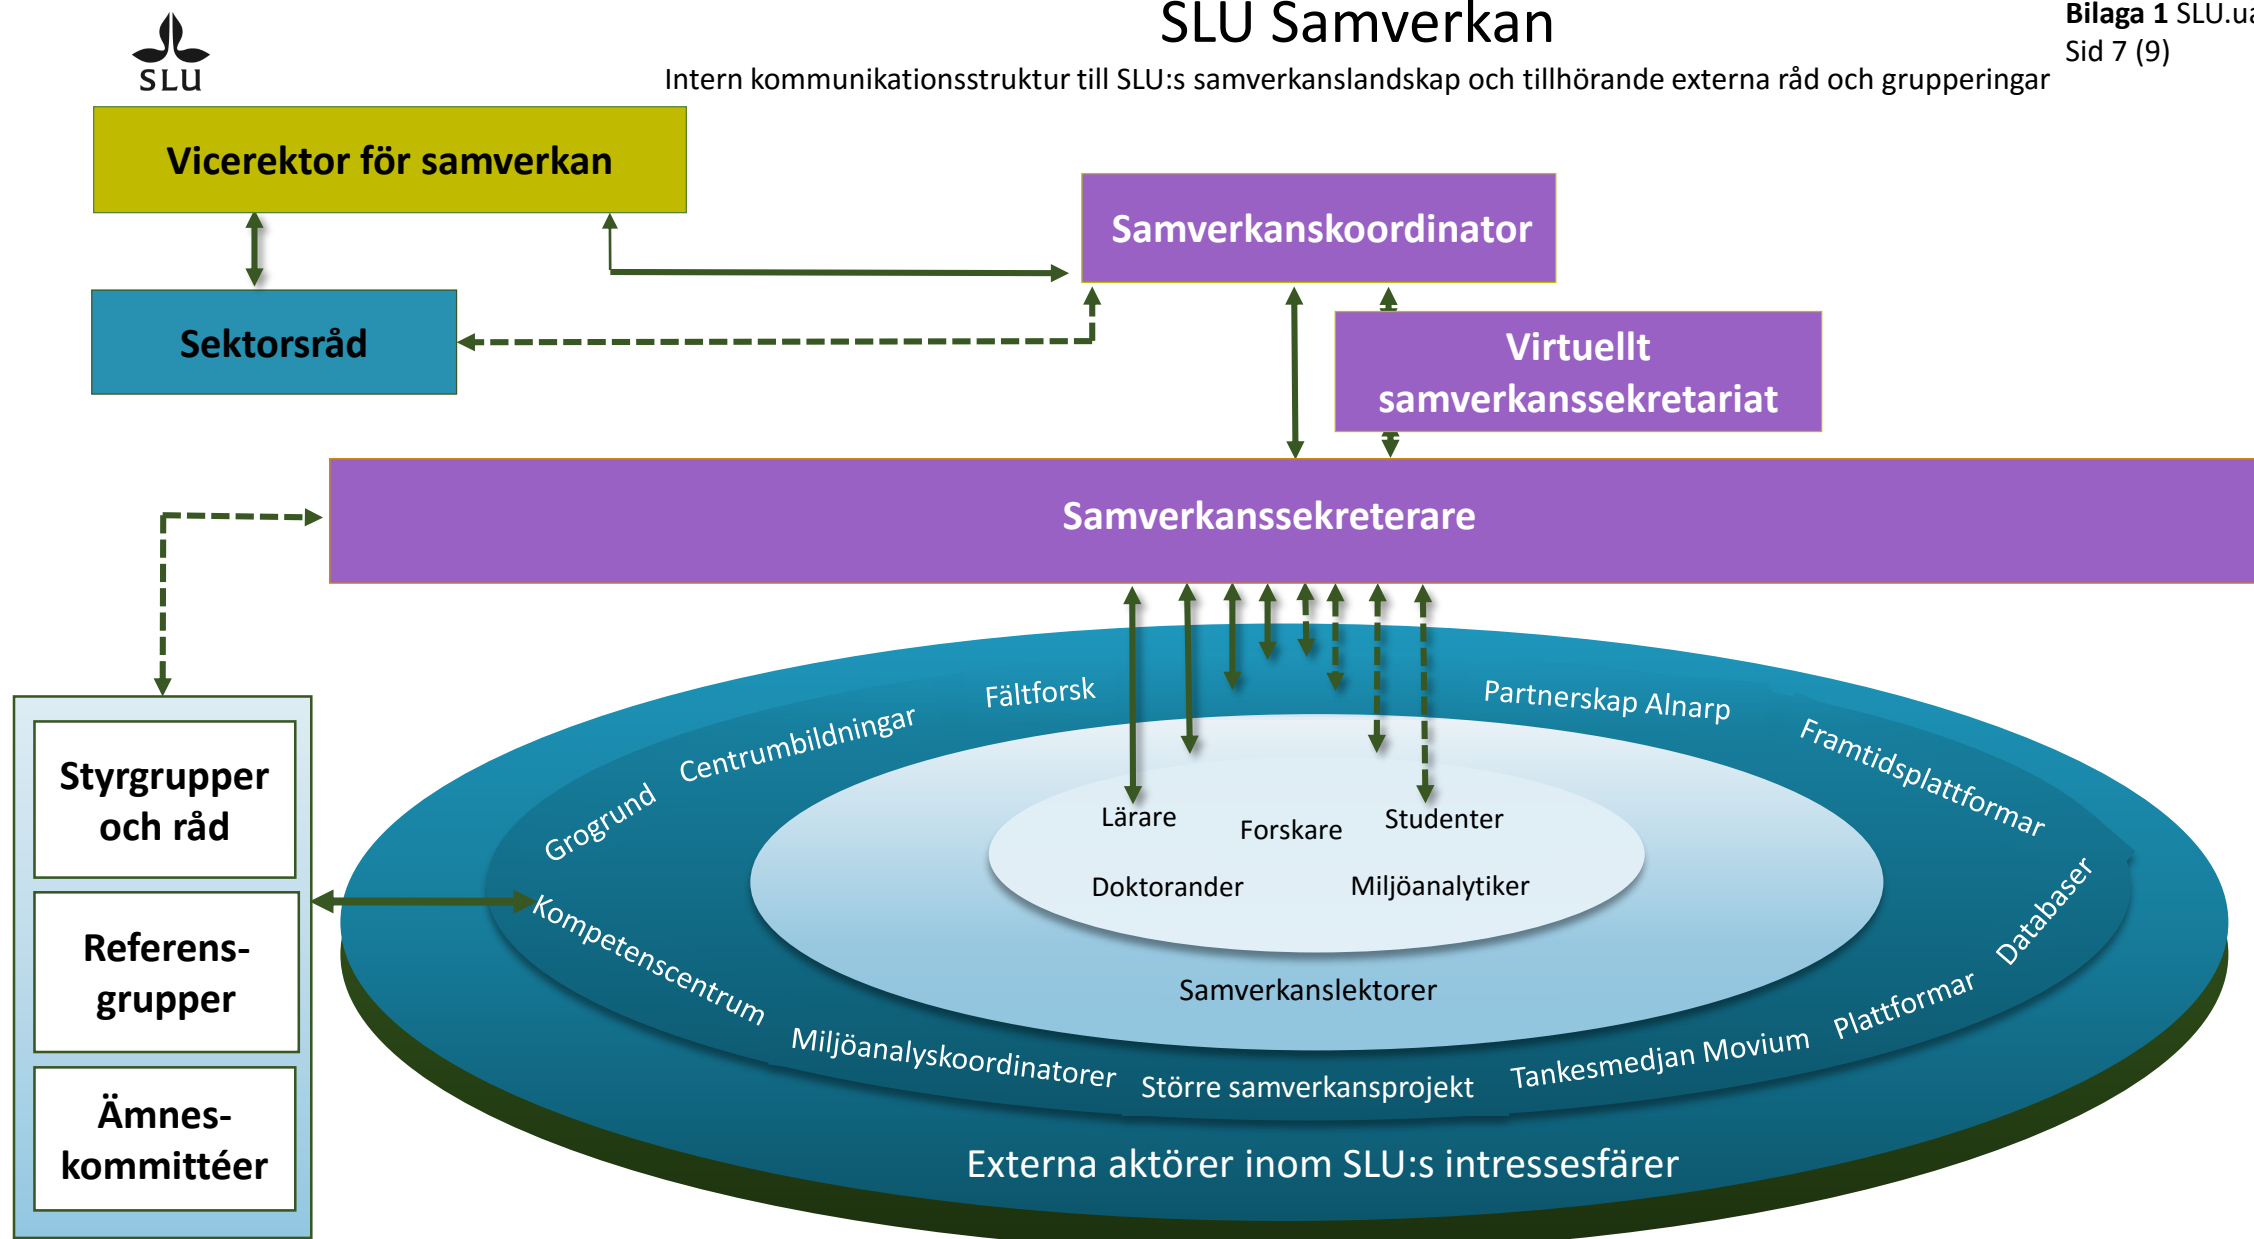 SLU Samverkan
Bilaga 1 SLU.ua
Sid 7 (9)
SLU
Intern kommunikationsstruktur till SLU:s samverkanslandskap och tillhörande externa råd och grupperingar
Vicerektor för samverkan
Samverkanskoordinator
Sektorsråd
Virtuellt
samverkanssekretariat
Samverkanssekreterare
Styrgrupper
och råd
Referens-
grupper
Ämnes-
kommittéer
Grogrund
Centrumbildningar
Fältforsk
Partnerskap Alnarp
Framtidsplattformar
Databaser
Lärare
Forskare
Studenter
Doktorander
Miljöanalytiker
Samverkanslektorer
Kompetenscentrum
Miljöanalyskoordinatorer
Större samverkansprojekt
Tankesmedjan Movium
Plattformar
Externa aktörer inom SLU:s intressesfärer